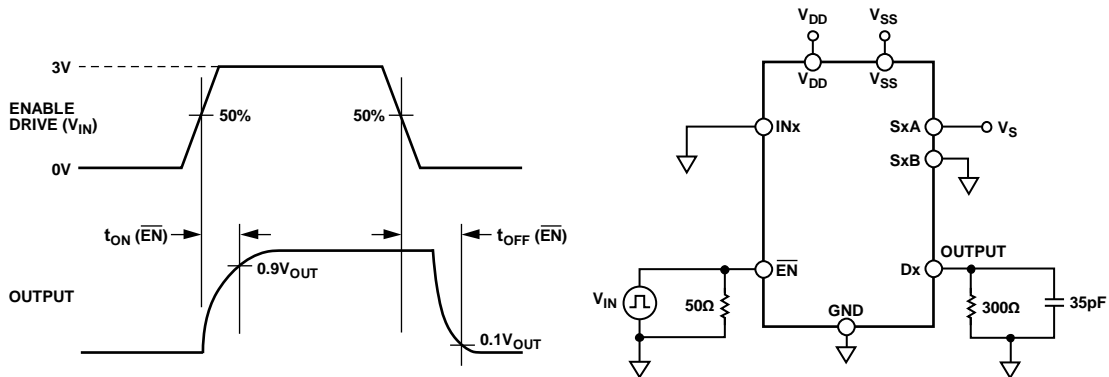 3V
ENABLE
DRIVE (VIN)
50%
50%
0V
tON (EN)
tOFF (EN)
0.9VOUT
OUTPUT
0.1VOUT
VDD
VSS
VDD
VSS
INx
SxA
VS
SxB
OUTPUT
EN
Dx
VIN
50Ω
GND
300Ω
35pF